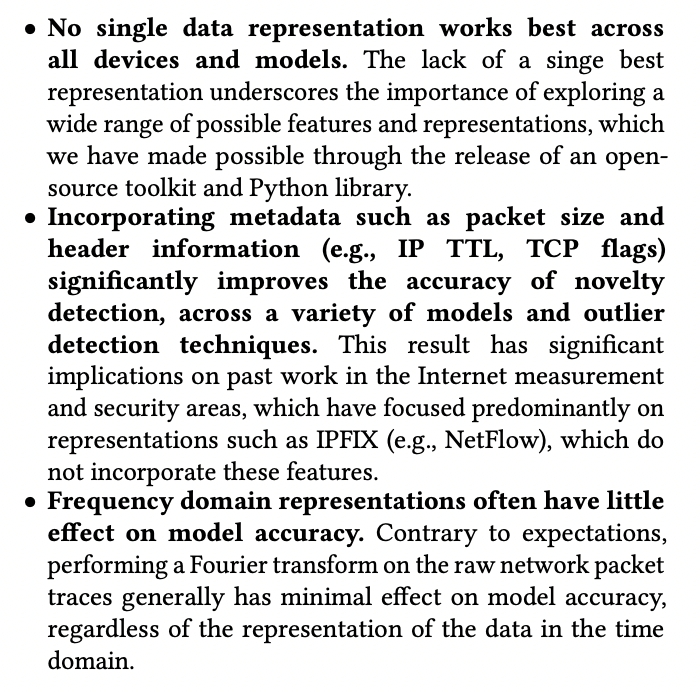 • No single data representation works best across
all devices and models. The lack of a singe best
representation underscores the importance of exploring a
wide range of possible features and representations, which
we have made possible through the release of an open-
source toolkit and Python library.
• Incorporating metadata such as packet size and
header information (e.g., IP TTL, TCP flags)
significantly improves the accuracy of novelty
detection, across a variety of models and outlier
detection techniques. This result has significant
implications on past work in the Internet measurement
and security areas, which have focused predominantly on
representations such as IPFIX (e.g., NetFlow), which do
not incorporate these features.
• Frequency domain representations often have little
effect on model accuracy. Contrary to expectations,
performing a Fourier transform on the raw network packet
traces generally has minimal effect on model accuracy,
regardless of the representation of the data in the time
domain.